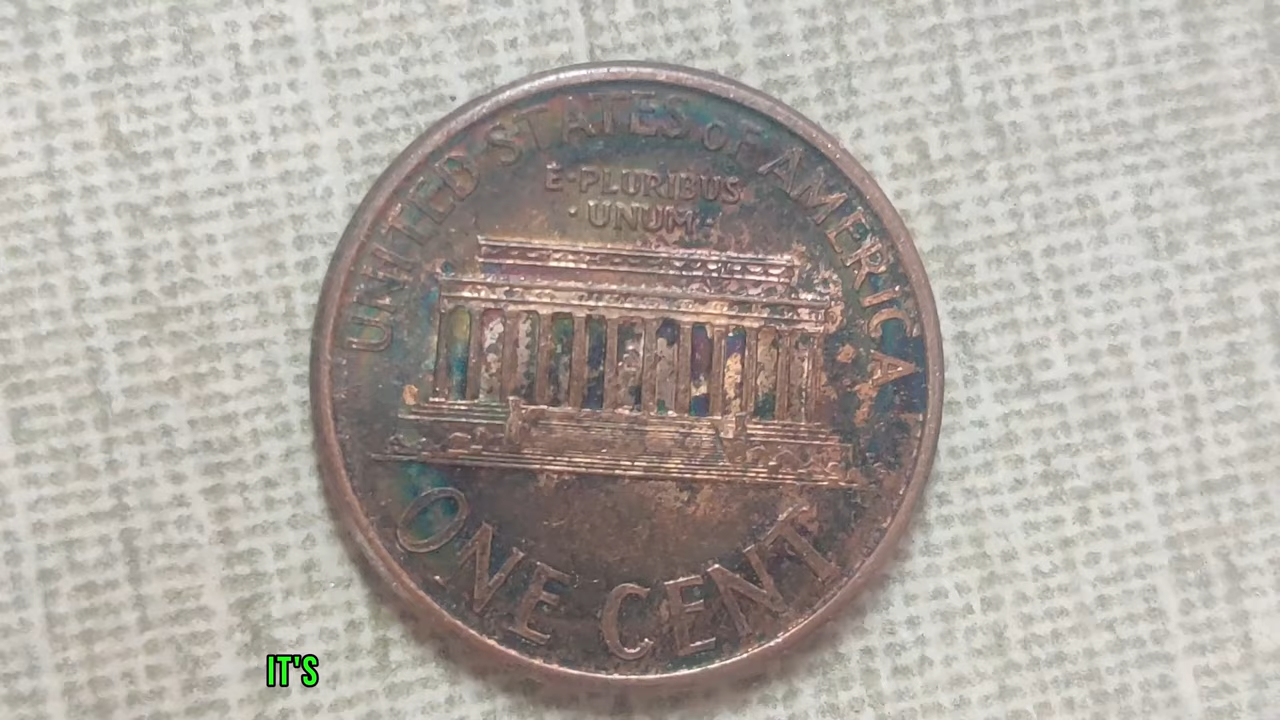 UNITED STATES OF AMERICA
E·PLURIBUS
·UNUM·
ONE CENT
IT'S